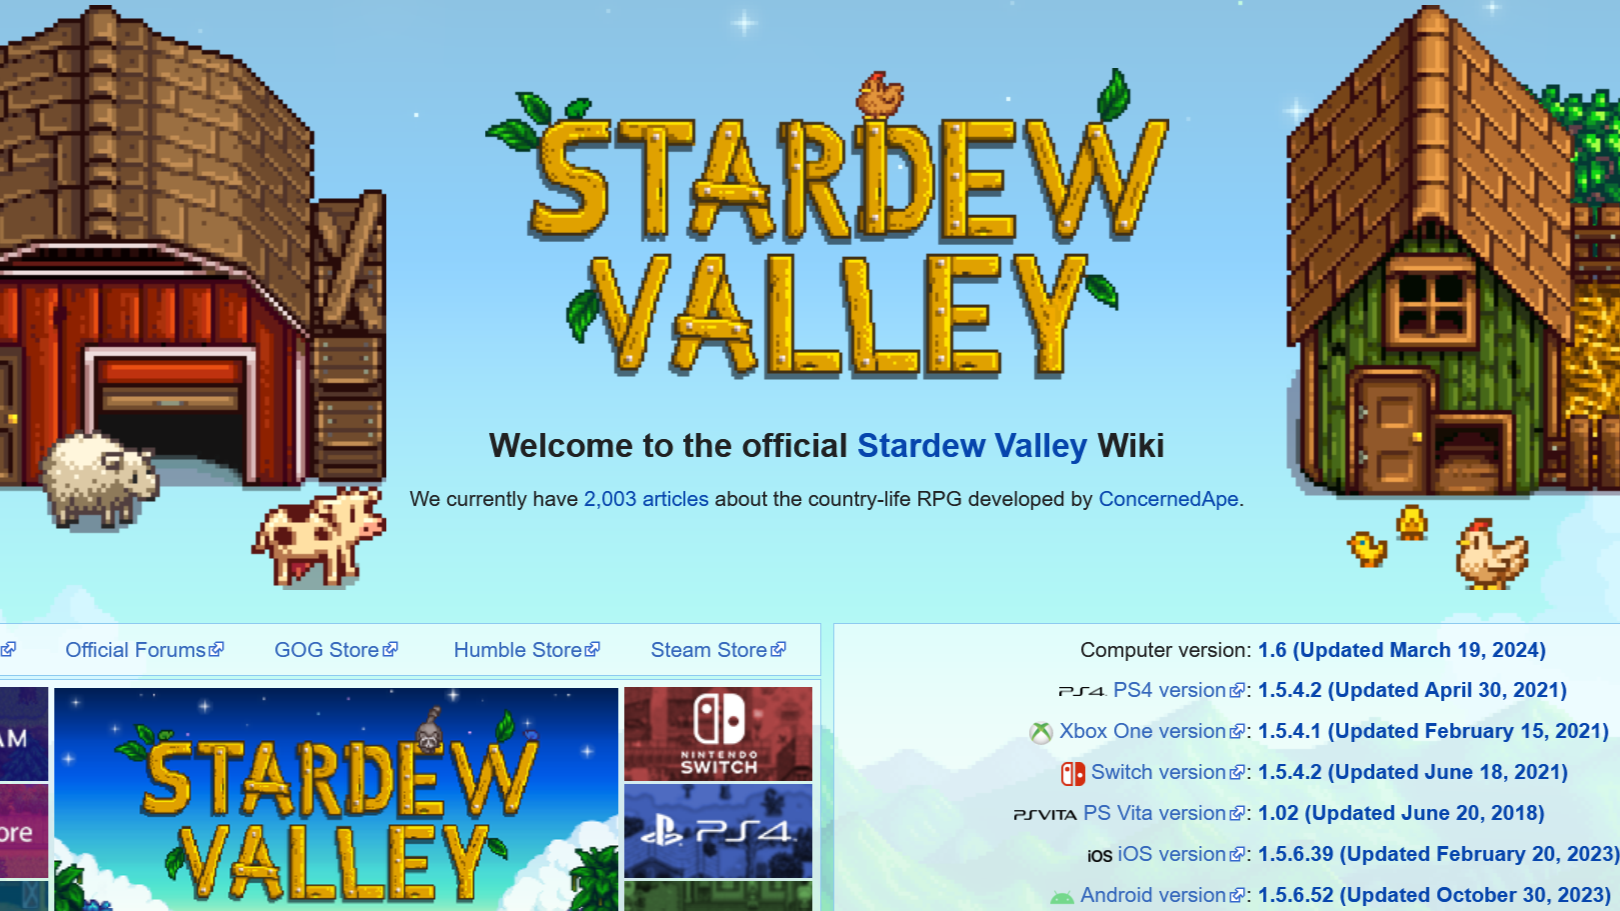 STARDEW
VALLEY
Welcome to the official Stardew Valley Wiki
We currently have 2,003 articles about the country-life RPG developed by ConcernedApe.
Official Forums
GOG Store
Humble Store
Steam Store
AM
ore
STARDEW
VALLEY
NINTENDO
SWITCH
PS4
Computer version: 1.6 (Updated March 19, 2024)
PS4 PS4 version: 1.5.4.2 (Updated April 30, 2021)
Xbox One version: 1.5.4.1 (Updated February 15, 2021)
Switch version: 1.5.4.2 (Updated June 18, 2021)
PSVITA PS Vita version: 1.02 (Updated June 20, 2018)
iOS iOS version: 1.5.6.39 (Updated February 20, 2023)
Android version: 1.5.6.52 (Updated October 30, 2023)